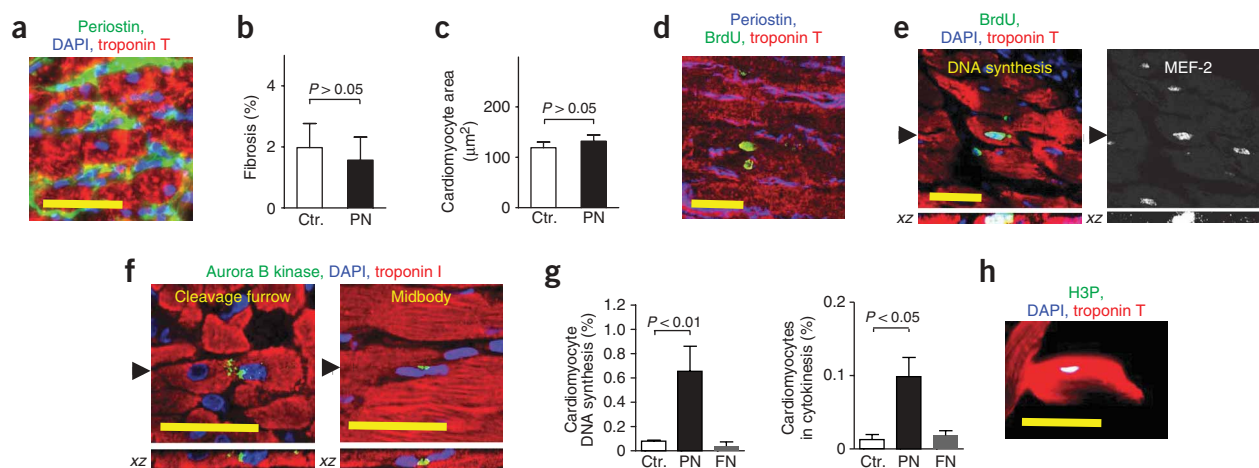 a
Periostin,
DAPI, troponin T
b
Fibrosis (%)
4
2
0
P > 0.05
Ctr.
PN
c
Cardiomyocyte area
(μm²)
200
100
0
P > 0.05
Ctr.
PN
d
Periostin,
BrdU, troponin T
e
BrdU,
DAPI, troponin T
DNA synthesis
MEF-2
xz
xz
f
Aurora B kinase, DAPI, troponin I
Cleavage furrow
Midbody
xz
xz
g
Cardiomyocyte
DNA synthesis (%)
1.2
1.0
0.8
0.6
0.4
0.2
0
P < 0.01
Ctr.
PN
FN
Cardiomyocytes
in cytokinesis (%)
0.2
0.1
0
P < 0.05
Ctr.
PN
FN
h
H3P,
DAPI, troponin T